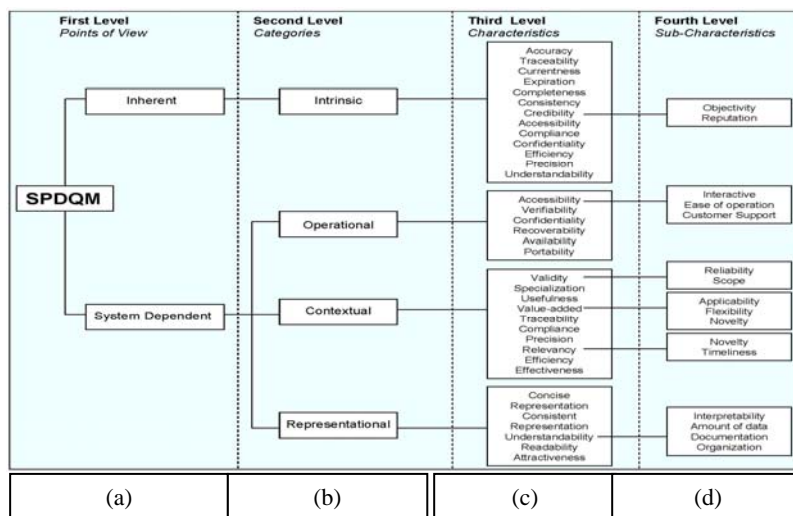 First Level
Points of View
Second Level
Categories
Third Level
Characteristics
Fourth Level
Sub-Characteristics
SPDQM
Inherent
Intrinsic
Accuracy
Traceability
Currentness
Expiration
Completeness
Consistency
Credibility
Accessibility
Compliance
Confidentiality
Efficiency
Precision
Understandability
Objectivity
Reputation
System Dependent
Operational
Accessibility
Verifiability
Confidentiality
Recoverability
Availability
Portability
Interactive
Ease of operation
Customer Support
Contextual
Validity
Specialization
Usefulness
Value-added
Traceability
Compliance
Precision
Relevancy
Efficiency
Effectiveness
Reliability
Scope
Applicability
Flexibility
Novelty
Novelty
Timeliness
Representational
Concise
Representation
Consistent
Representation
Understandability
Readability
Attractiveness
Interpretability
Amount of data
Documentation
Organization
(a)
(b)
(c)
(d)